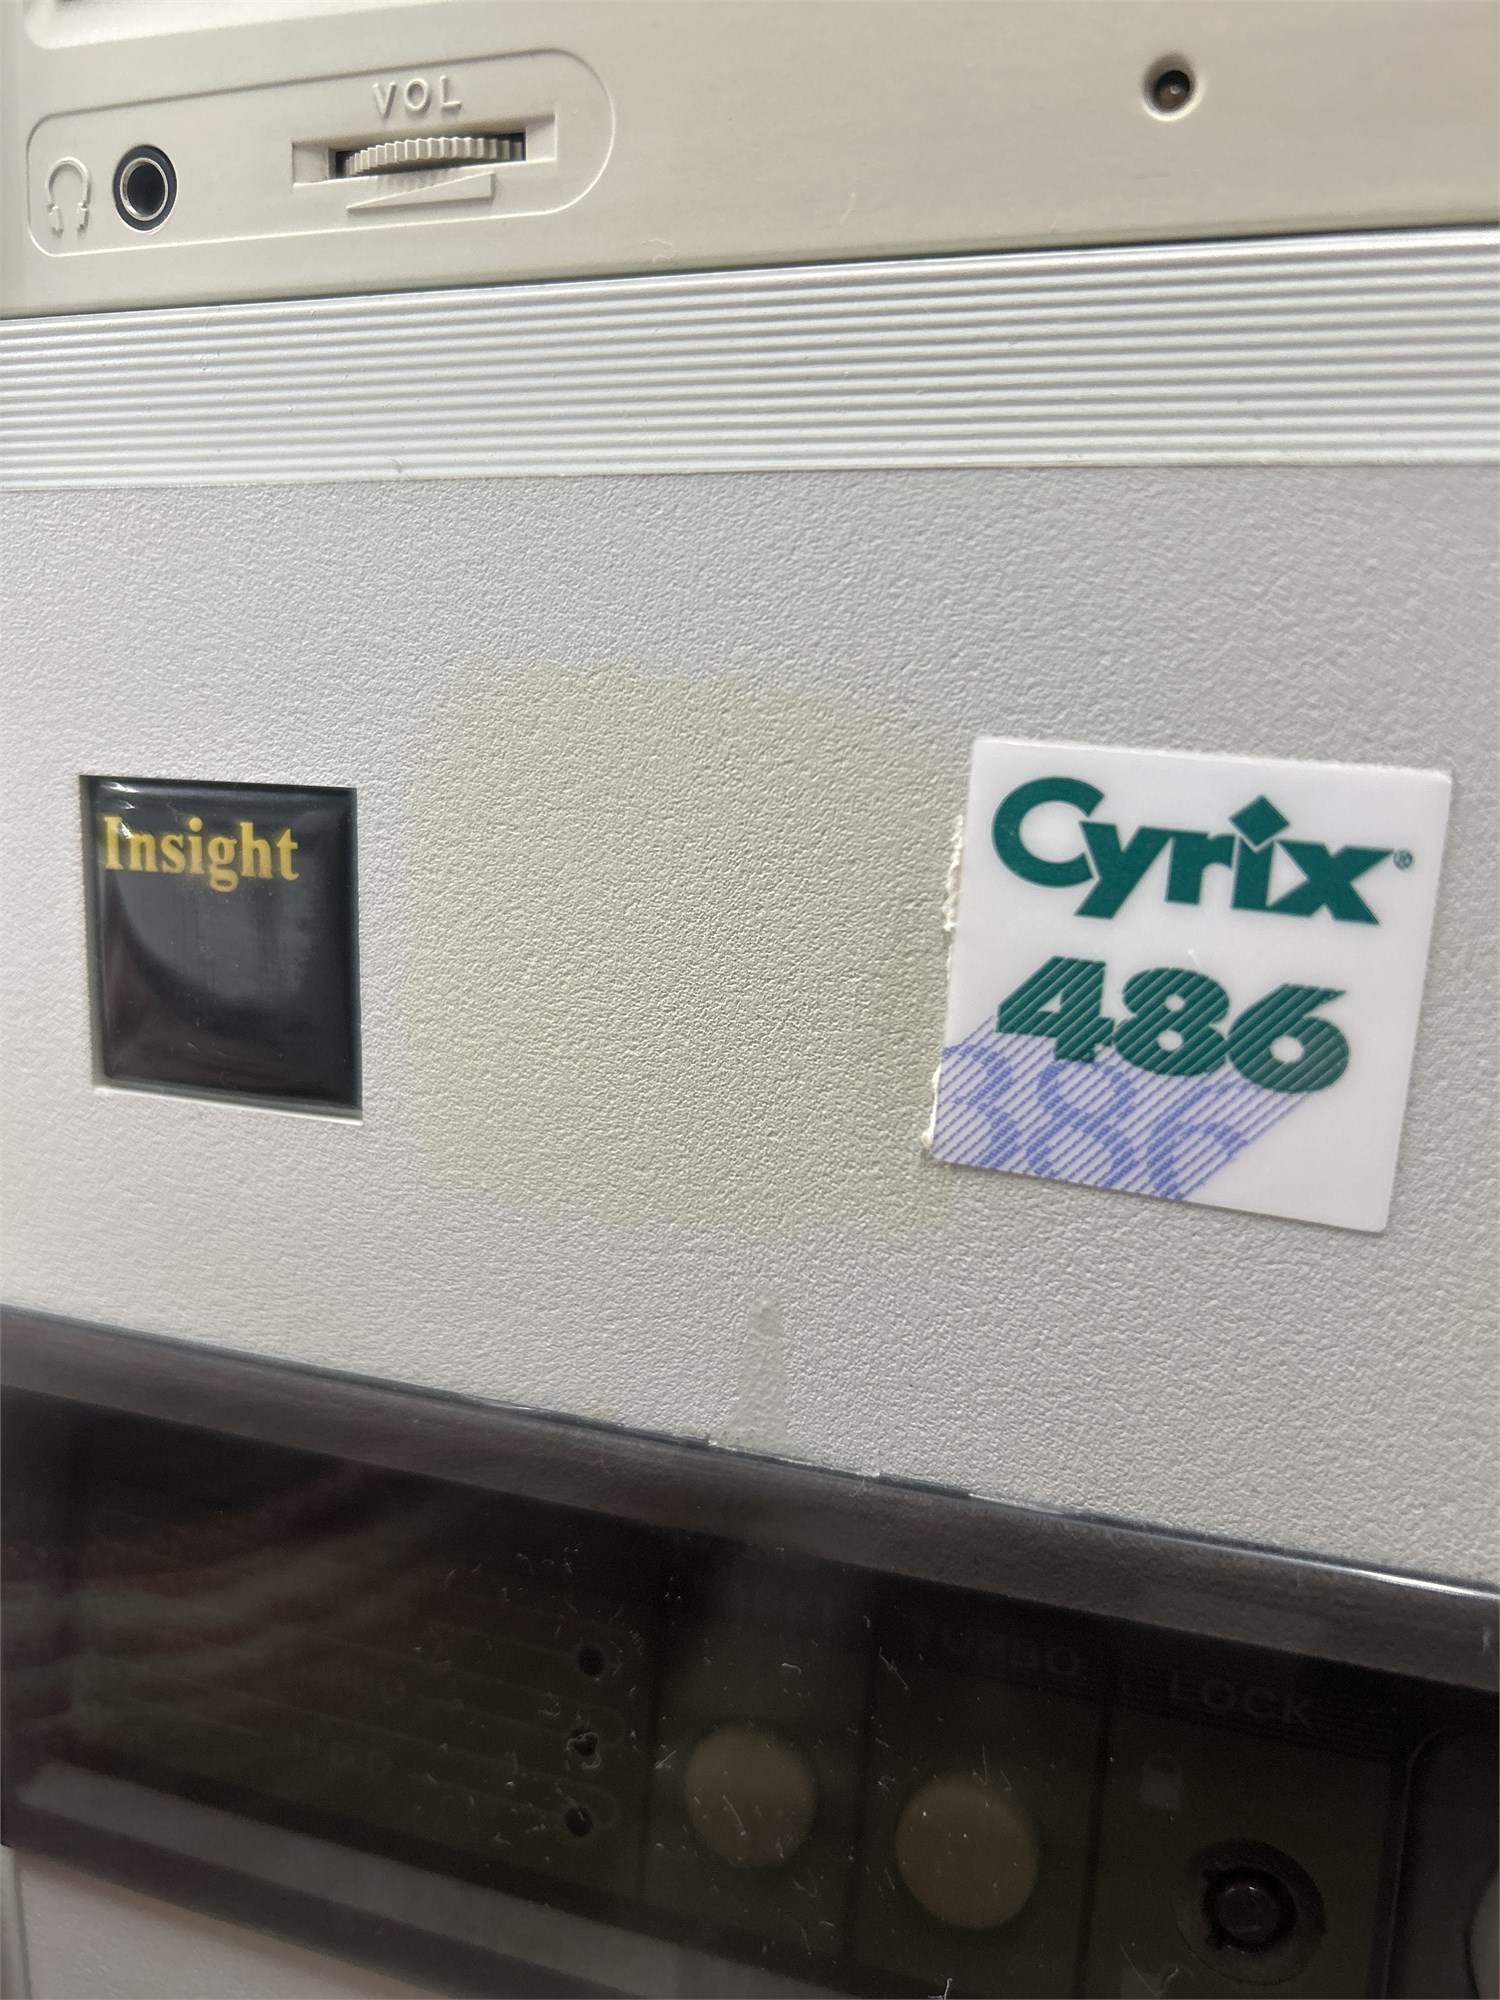 VOL
Insight
Cyrix®
486
TURBO
LOCK